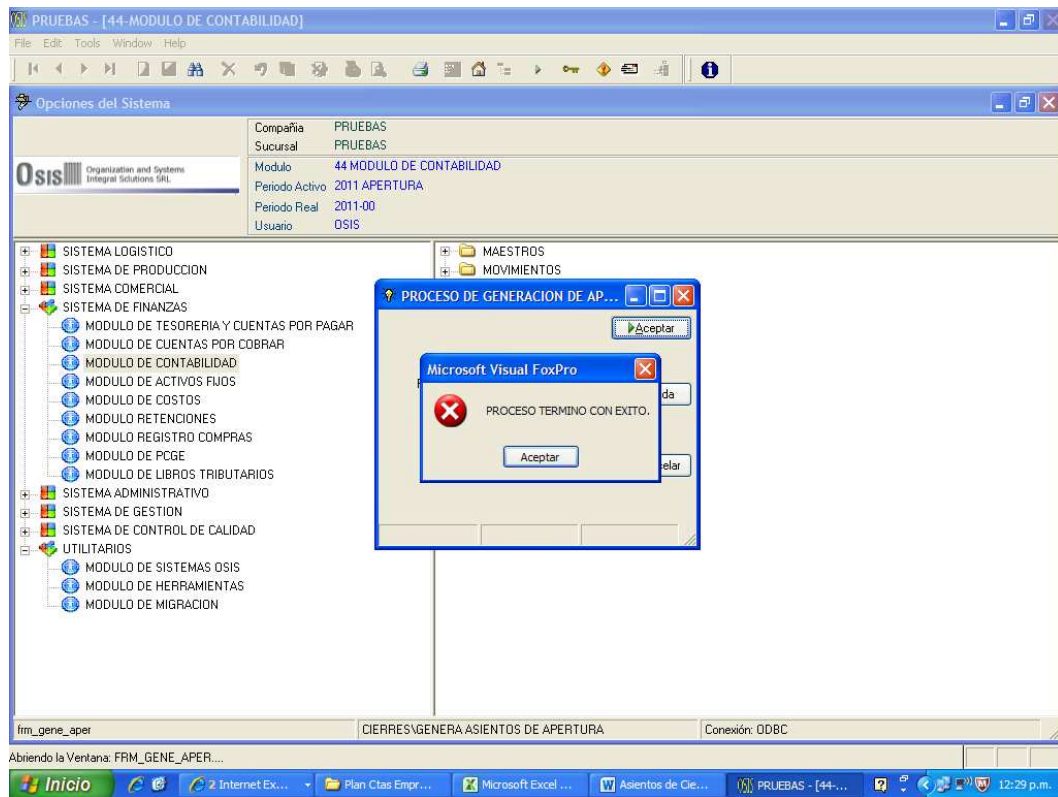 PRUEBAS - [44-MODULO DE CONTABILIDAD]
File Edit Tools Window Help
Opciones del Sistema
Compañia PRUEBAS
Sucursal PRUEBAS
OSIS Organization and Systems
Integral Solutions SRL.
Modulo 44 MODULO DE CONTABILIDAD
Periodo Activo 2011 APERTURA
Periodo Real 2011-00
Usuario OSIS
SISTEMA LOGISTICO
SISTEMA DE PRODUCCION
SISTEMA COMERCIAL
SISTEMA DE FINANZAS
MODULO DE TESORERIA Y CUENTAS POR PAGAR
MODULO DE CUENTAS POR COBRAR
MODULO DE CONTABILIDAD
MODULO DE ACTIVOS FIJOS
MODULO DE COSTOS
MODULO RETENCIONES
MODULO REGISTRO COMPRAS
MODULO DE PCGE
MODULO DE LIBROS TRIBUTARIOS
SISTEMA ADMINISTRATIVO
SISTEMA DE GESTION
SISTEMA DE CONTROL DE CALIDAD
UTILITARIOS
MODULO DE SISTEMAS OSIS
MODULO DE HERRAMIENTAS
MODULO DE MIGRACION
MAESTROS
MOVIMIENTOS
PROCESO DE GENERACION DE AP...
Aceptar
Microsoft Visual FoxPro
PROCESO TERMINO CON EXITO.
Aceptar
da
elar
frm_gene_aper
CIERRES\GENERA ASIENTOS DE APERTURA
Conexión: ODBC
Abriendo la Ventana: FRM_GENE_APER....
Inicio
2 Internet Ex...
Plan Ctas Empr...
Microsoft Excel ...
Asientos de Cie...
PRUEBAS - [44-...
12:29 p.m.